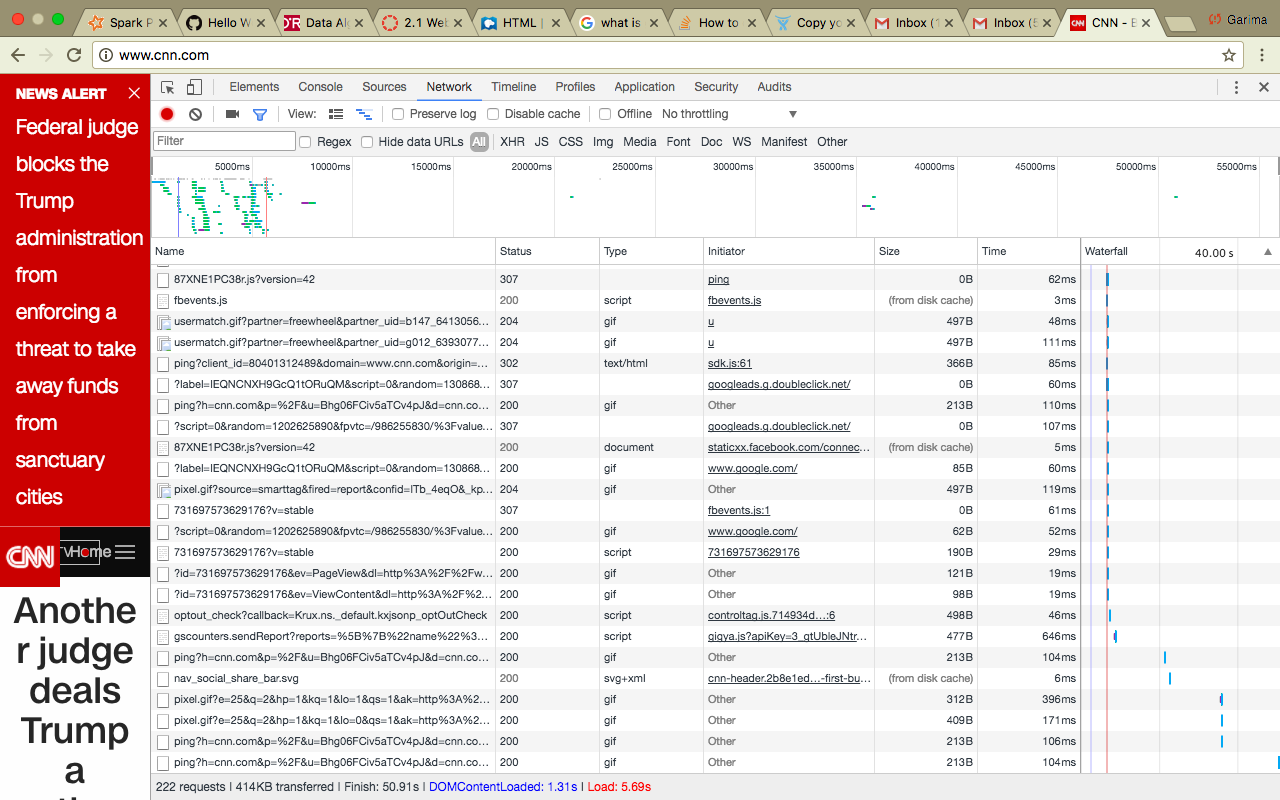 Spark P
Hello W
Data Al
2.1 Web
HTML |
what is
How to
Copy yo
Inbox (1
Inbox (5
CNN - B
Garima
www.cnn.com
NEWS ALERT
Federal judge
blocks the
Trump
administration
from
enforcing a
threat to take
away funds
from
sanctuary
cities
CNN
TV
Home
Anothe
r judge
deals
Trump
a
Elements Console Sources Network Timeline Profiles Application Security Audits
View: Preserve log Disable cache Offline No throttling
Filter Regex Hide data URLs All XHR JS CSS Img Media Font Doc WS Manifest Other
5000ms 10000ms 15000ms 20000ms 25000ms 30000ms 35000ms 40000ms 45000ms 50000ms 55000ms
Name Status Type Initiator Size Time Waterfall 40.00 s
87XNE1PC38r.js?version=42 307 ping 0B 62ms
fbevents.js 200 script fbevents.js (from disk cache) 3ms
usermatch.gif?partner=freewheel&partner_uid=b147_6413056... 204 gif u 497B 48ms
usermatch.gif?partner=freewheel&partner_uid=g012_6393077... 204 gif u 497B 111ms
ping?client_id=80401312489&domain=www.cnn.com&origin=... 302 text/html sdk.js:61 366B 85ms
?label=IEQNCNXH9GcQ1tORuQM&script=0&random=130868... 307 googleads.g.doubleclick.net/ 0B 60ms
ping?h=cnn.com&p=%2F&u=Bhg06FCiv5aTCv4pJ&d=cnn.co... 200 gif Other 213B 110ms
?script=0&random=1202625890&fpvtc=/986255830/%3Fvalue... 307 googleads.g.doubleclick.net/ 0B 107ms
87XNE1PC38r.js?version=42 200 document staticxx.facebook.com/connec... (from disk cache) 5ms
?label=IEQNCNXH9GcQ1tORuQM&script=0&random=130868... 200 gif www.google.com/ 85B 60ms
pixel.gif?source=smarttag&fired=report&confid=ITb_4eqO&_kp... 204 gif Other 497B 119ms
731697573629176?v=stable 307 fbevents.js:1 0B 61ms
?script=0&random=1202625890&fpvtc=/986255830/%3Fvalue... 200 gif www.google.com/ 62B 52ms
731697573629176?v=stable 200 script 731697573629176 190B 29ms
?id=731697573629176&ev=PageView&dl=http%3A%2F%2Fw... 200 gif Other 121B 19ms
?id=731697573629176&ev=ViewContent&dl=http%3A%2F%2... 200 gif Other 98B 19ms
optout_check?callback=Krux.ns._default.kxjsonp_optOutCheck 200 script controltag.js.714934d...:6 498B 46ms
gscounters.sendReport?reports=%5B%7B%22name%22%3... 200 script gigya.js?apiKey=3_gtUbleJNtr... 477B 646ms
ping?h=cnn.com&p=%2F&u=Bhg06FCiv5aTCv4pJ&d=cnn.co... 200 gif Other 213B 104ms
nav_social_share_bar.svg 200 svg+xml cnn-header.2b8e1ed...-first-bu... (from disk cache) 6ms
pixel.gif?e=25&q=2&hp=1&kq=1&lo=1&qs=1&ak=http%3A%2... 200 gif Other 312B 396ms
pixel.gif?e=25&q=2&hp=1&kq=1&lo=0&qs=1&ak=http%3A%2... 200 gif Other 409B 171ms
ping?h=cnn.com&p=%2F&u=Bhg06FCiv5aTCv4pJ&d=cnn.co... 200 gif Other 213B 106ms
ping?h=cnn.com&p=%2F&u=Bhg06FCiv5aTCv4pJ&d=cnn.co... 200 gif Other 213B 104ms
222 requests | 414KB transferred | Finish: 50.91s | DOMContentLoaded: 1.31s | Load: 5.69s